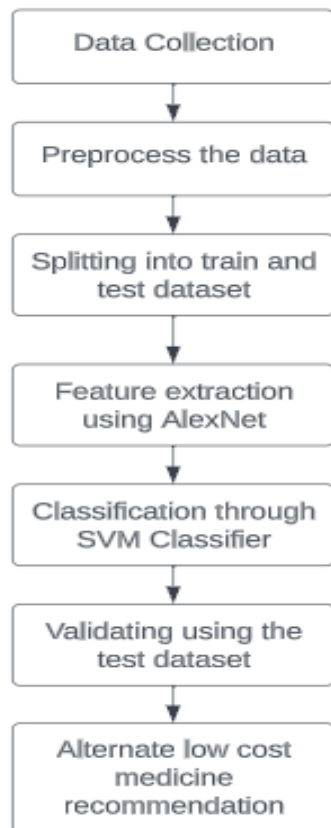 Data Collection
Preprocess the data
Splitting into train and
test dataset
Feature extraction
using AlexNet
Classification through
SVM Classifier
Validating using the
test dataset
Alternate low cost
medicine
recommendation